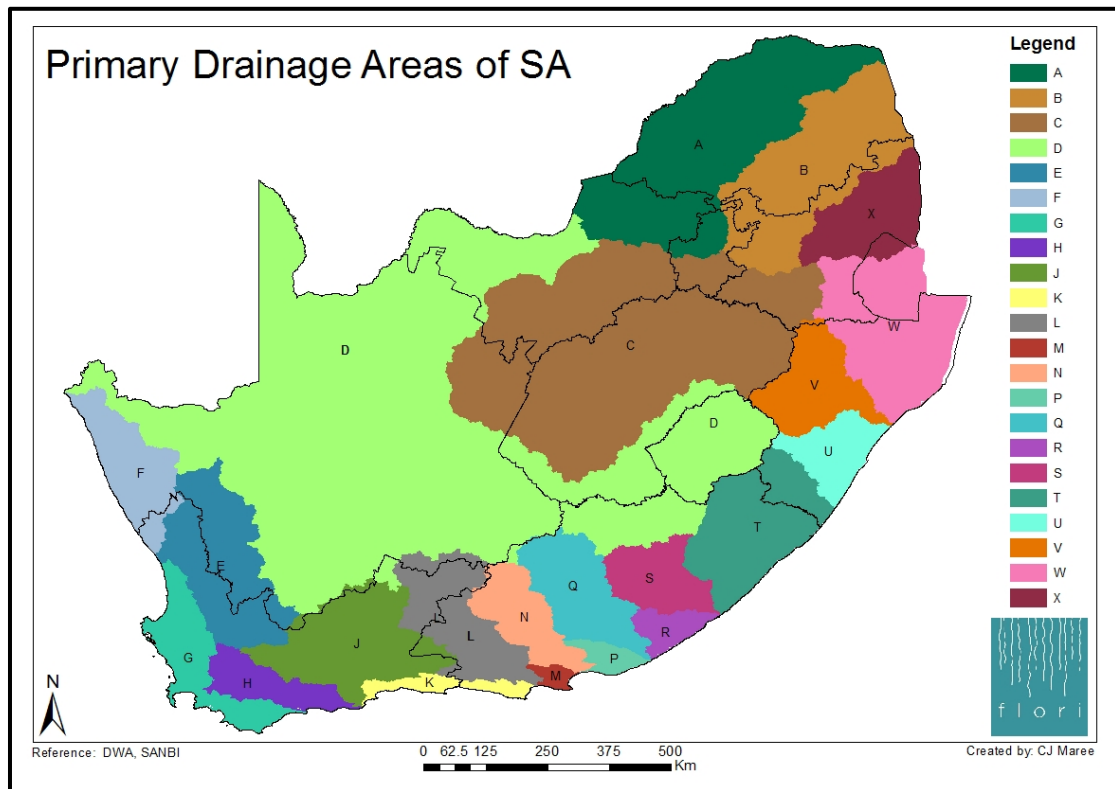 Primary Drainage Areas of SA
Legend
A
B
C
D
E
F
G
H
J
K
L
M
N
P
Q
R
S
T
U
V
W
X
A
B
X
W
C
D
V
D
U
F
T
E
S
Q
L
N
L
J
R
G
P
H
K
M
flori
N
Reference: DWA, SANBI
0 62.5 125 250 375 500
Km
Created by: CJ Maree